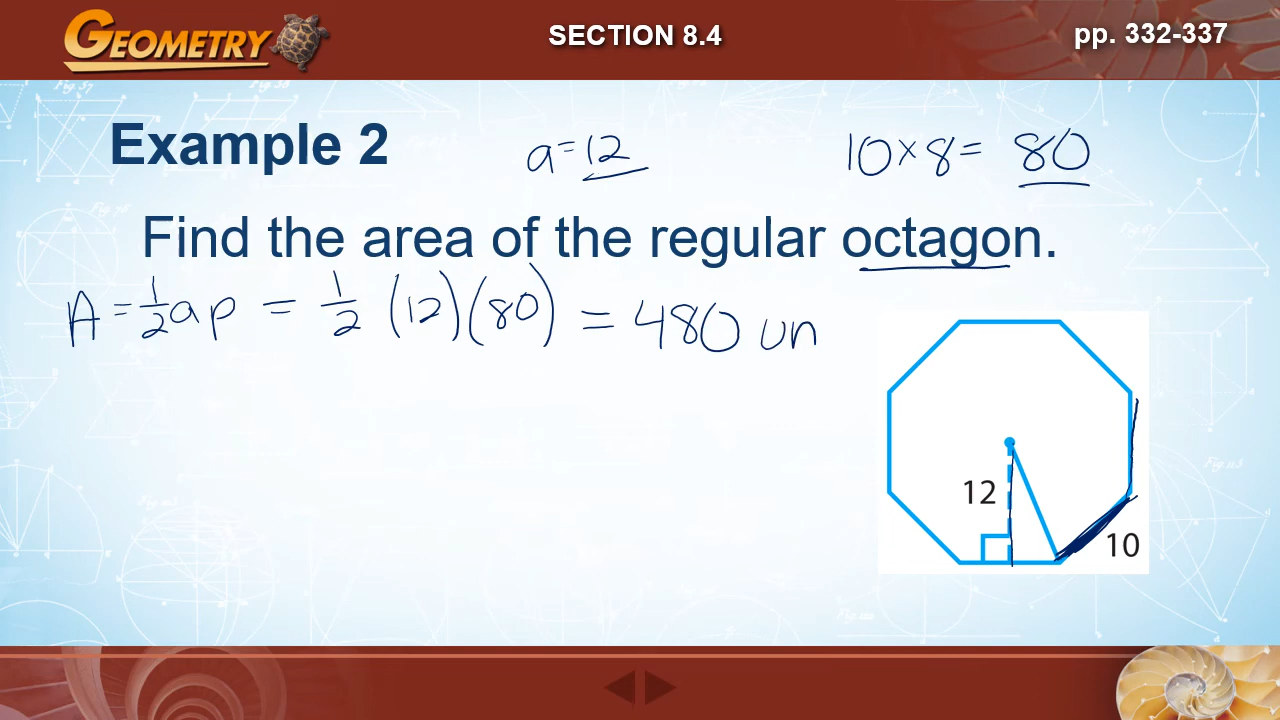 GEOMETRY
SECTION 8.4
pp. 332-337
Example 2
a = 12
10 × 8 = 80
Find the area of the regular octagon.
A = 1/2 a p = 1/2 (12)(80) = 480 un
12
10